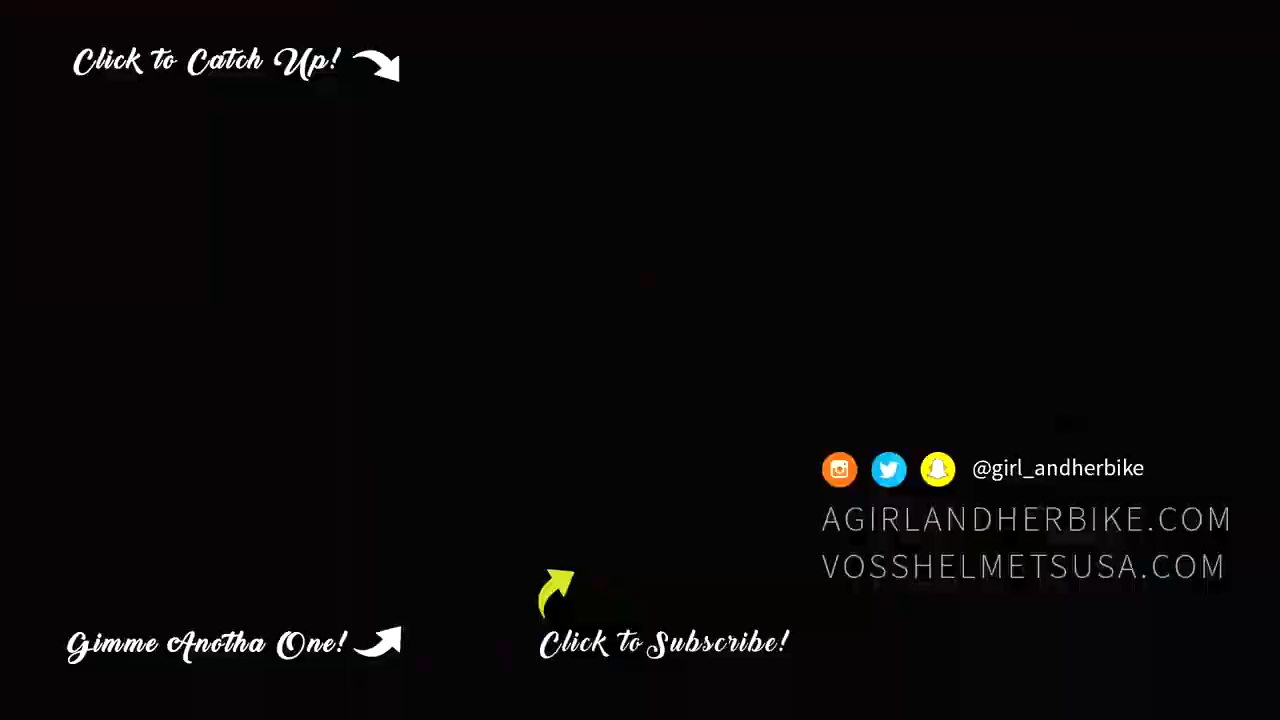 Click to Catch Up!
@girl_andherbike
AGIRLANDHERBIKE.COM
VOSSHELMETSUSA.COM
Gimme Anotha One!
Click to Subscribe!